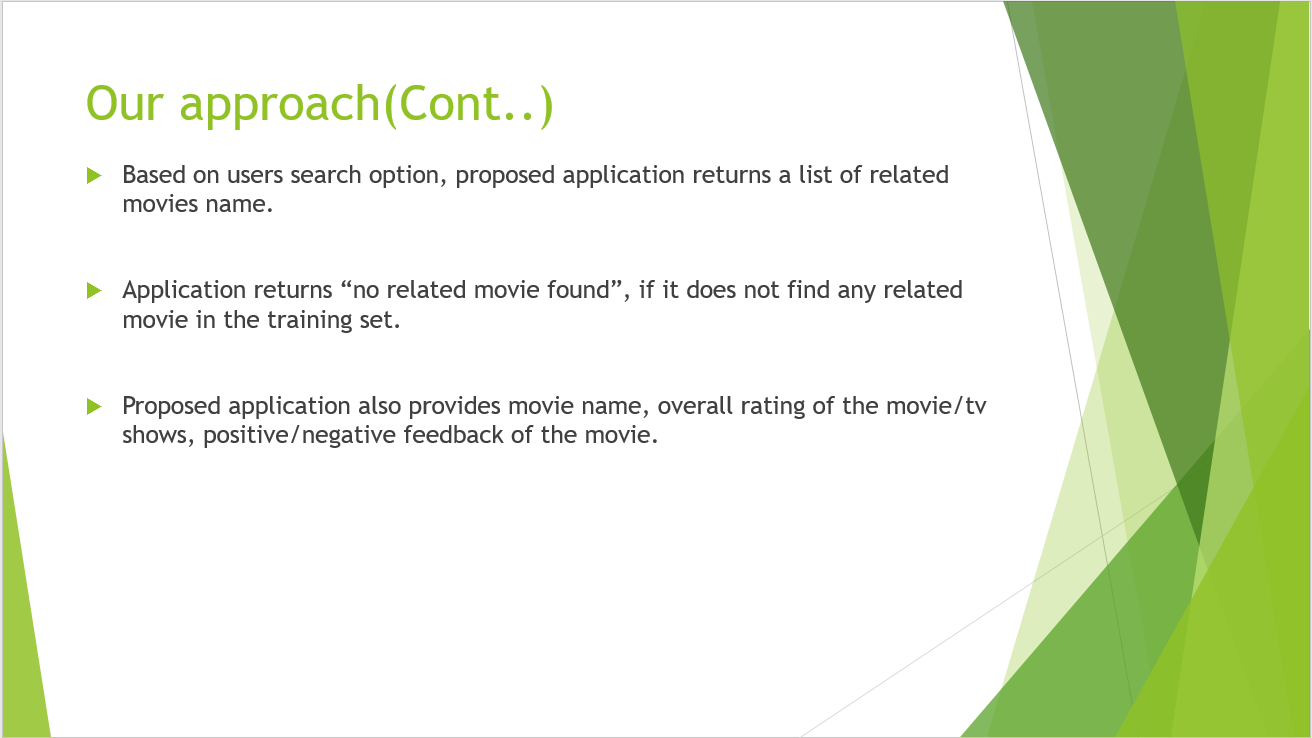 Our approach(Cont..)
Based on users search option, proposed application returns a list of related
movies name.
Application returns “no related movie found”, if it does not find any related
movie in the training set.
Proposed application also provides movie name, overall rating of the movie/tv
shows, positive/negative feedback of the movie.